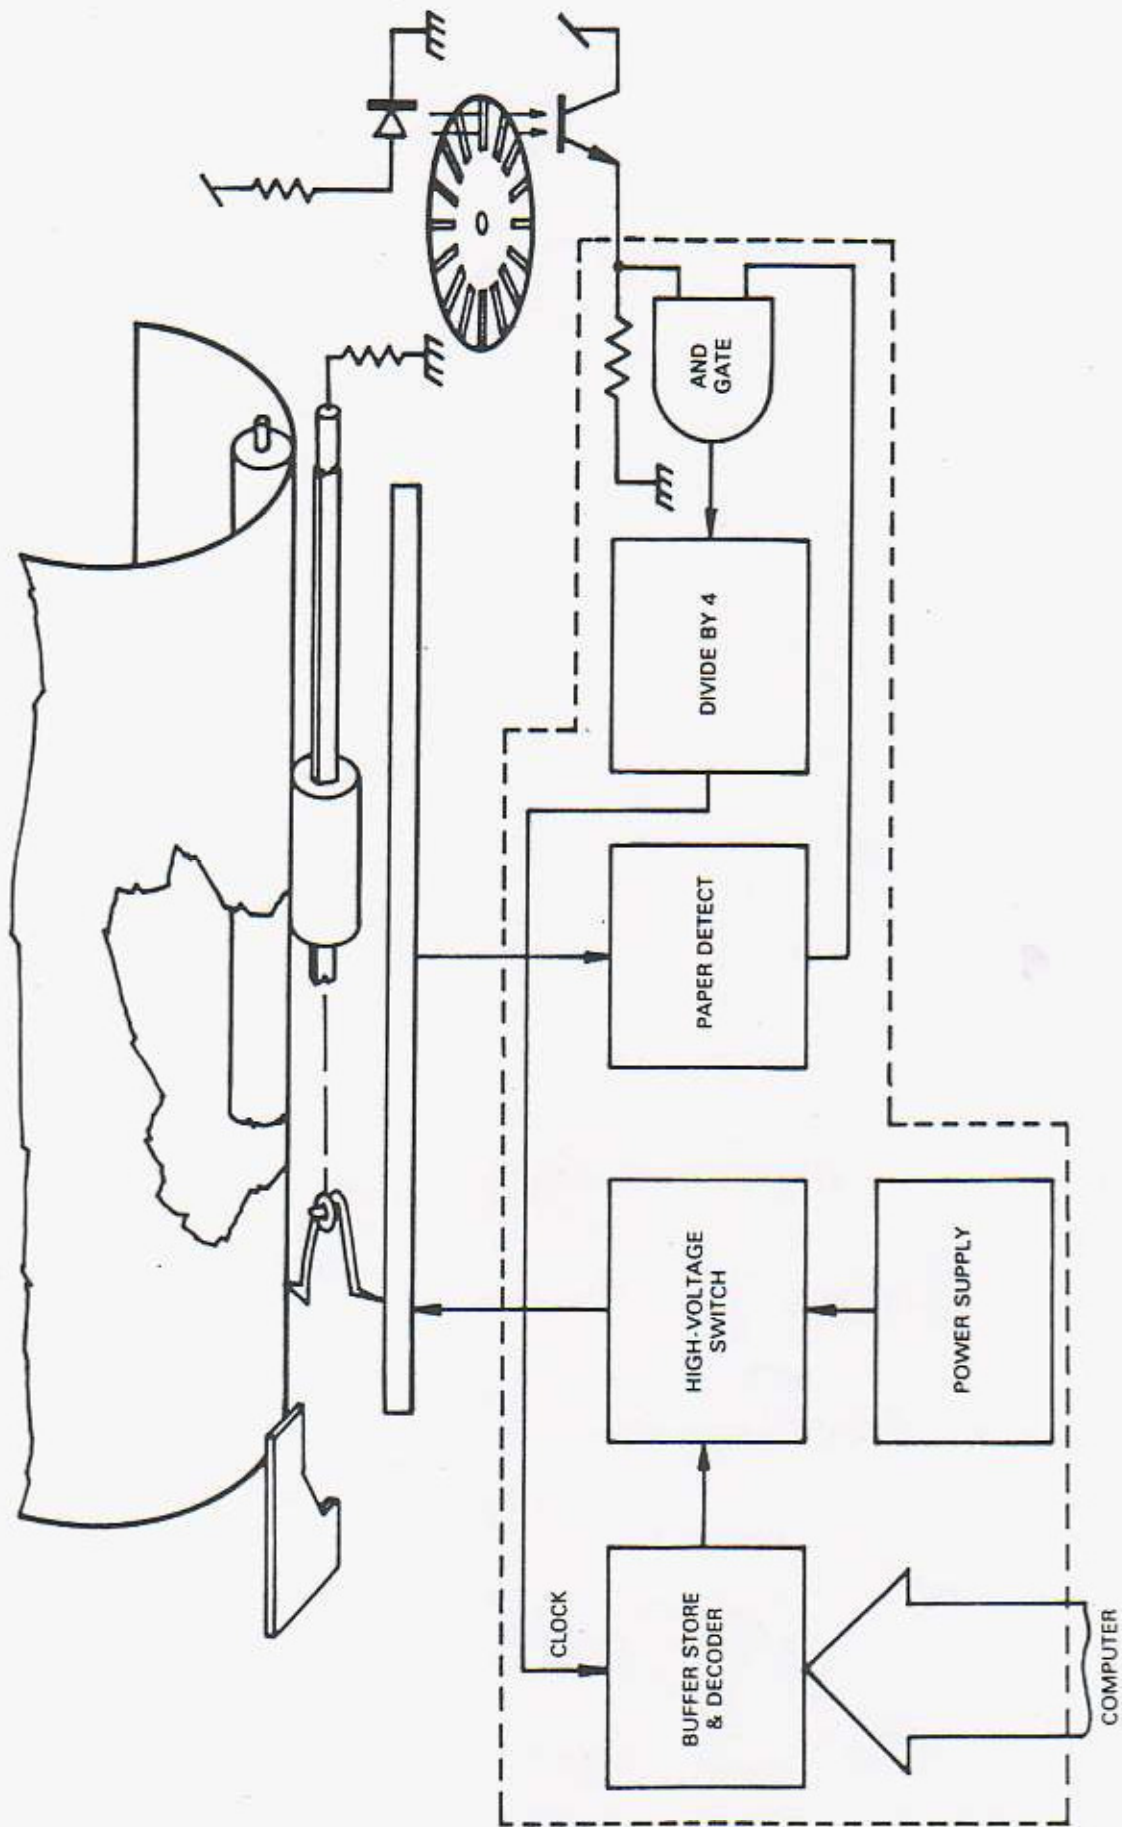 CLOCK
BUFFER STORE
& DECODER
COMPUTER
HIGH-VOLTAGE
SWITCH
POWER SUPPLY
PAPER DETECT
DIVIDE BY 4
AND
GATE